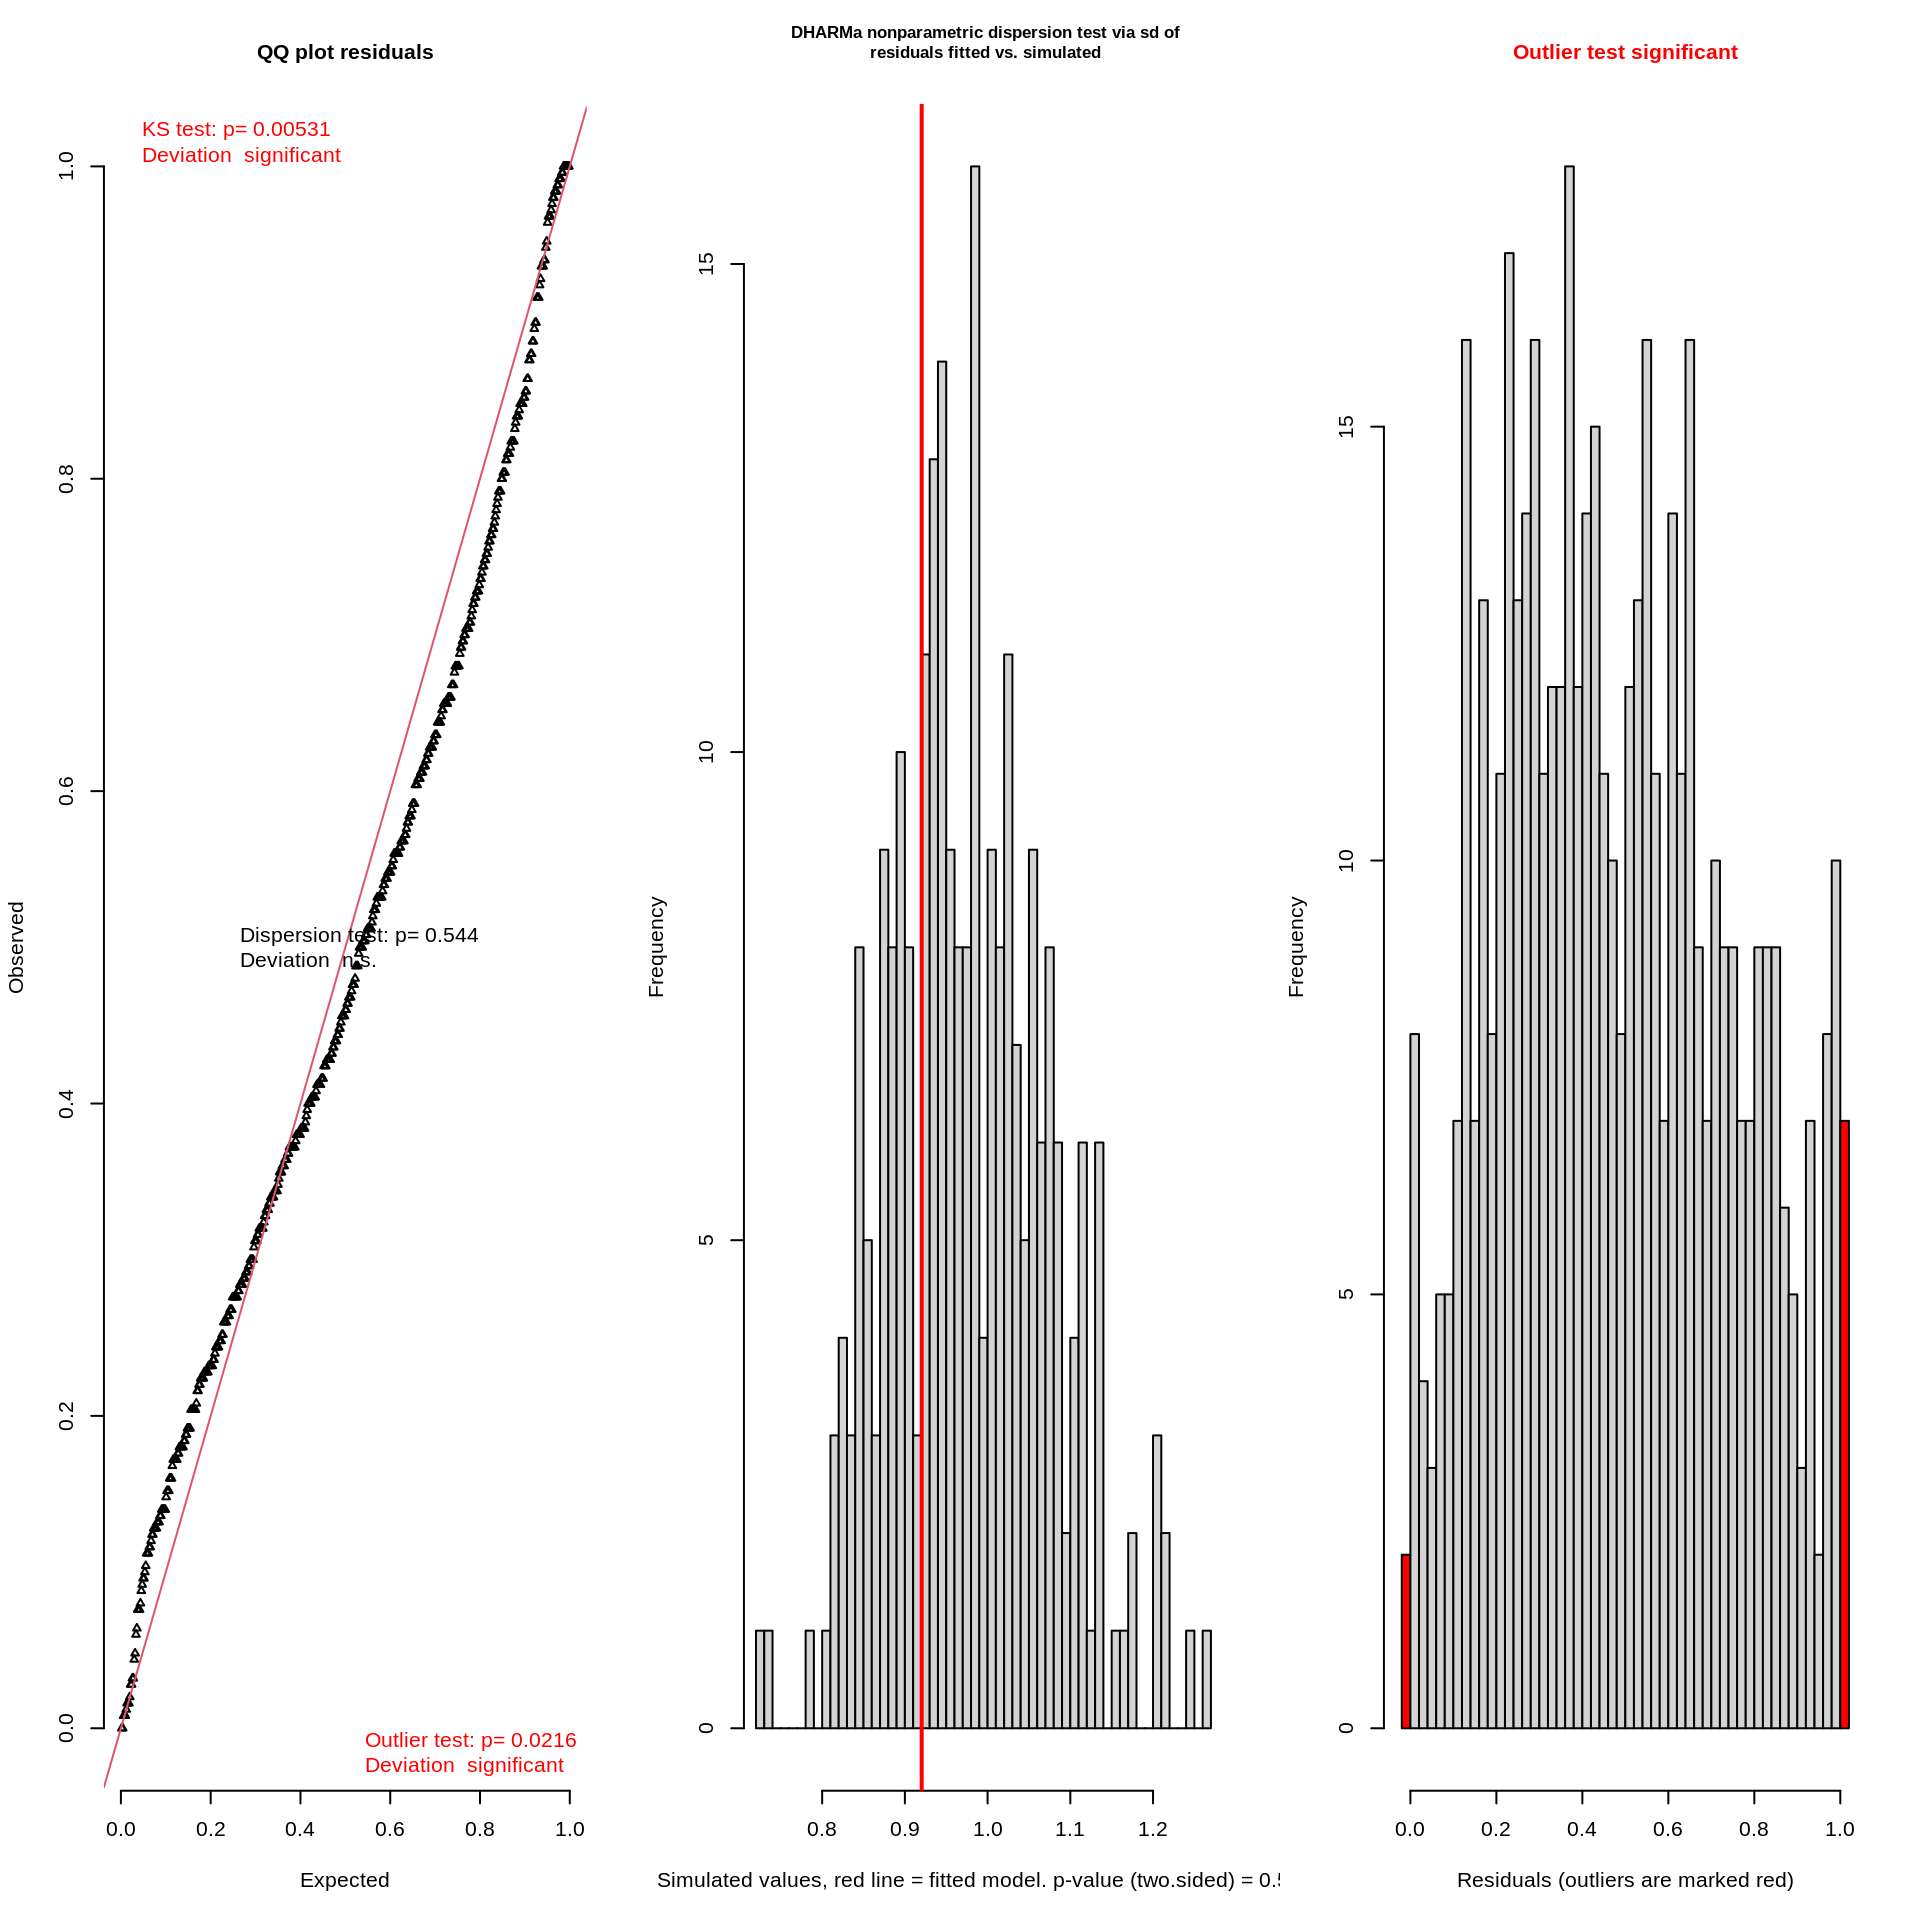 QQ plot residuals
KS test: p= 0.00531
Deviation  significant
Dispersion test: p= 0.544
Deviation  n.s.
Outlier test: p= 0.0216
Deviation  significant
Observed
0.0
0.2
0.4
0.6
0.8
1.0
0.0 0.2 0.4 0.6 0.8 1.0
Expected
DHARMa nonparametric dispersion test via sd of
residuals fitted vs. simulated
Frequency
0
5
10
15
0.8 0.9 1.0 1.1 1.2
Simulated values, red line = fitted model. p-value (two.sided) = 0.
Outlier test significant
Frequency
0
5
10
15
0.0 0.2 0.4 0.6 0.8 1.0
Residuals (outliers are marked red)